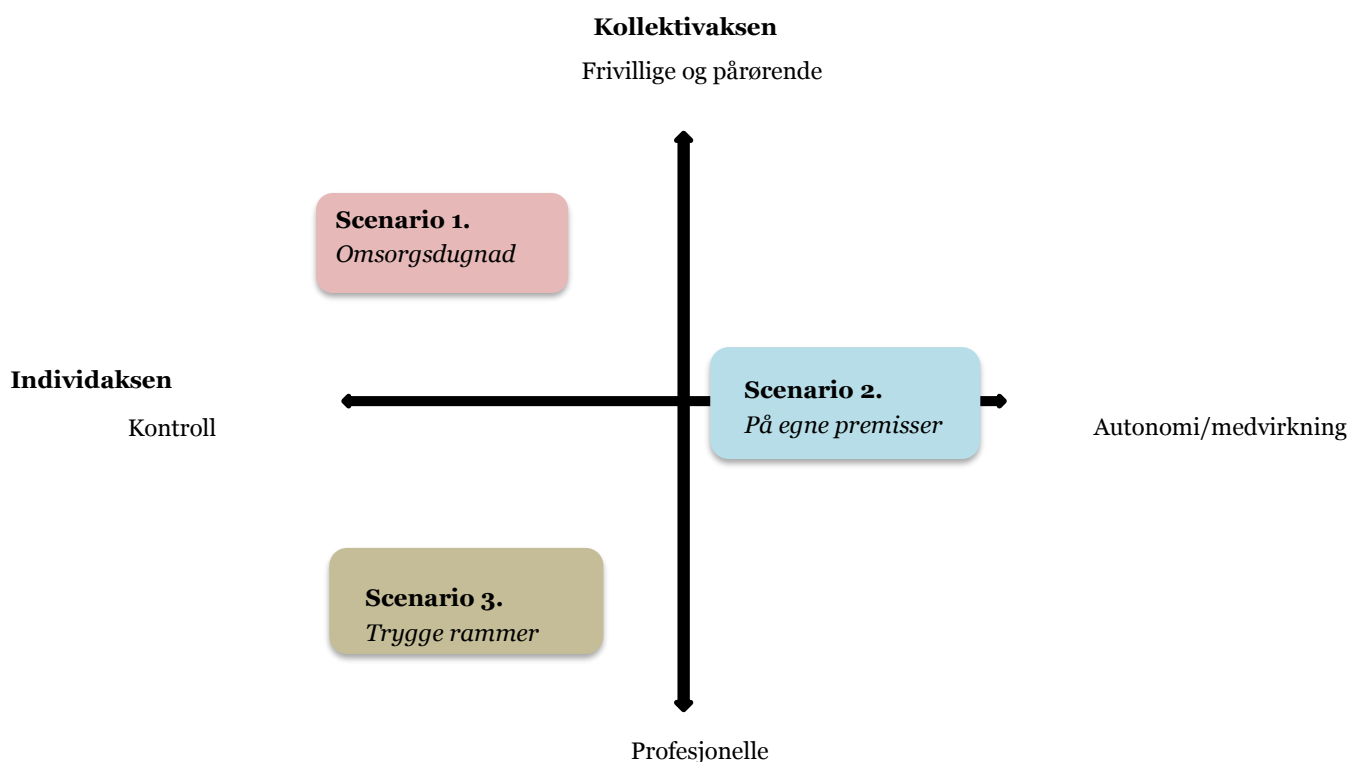 Kollektivaksen
Frivillige og pårørende
Scenario 1.
Omsorgsdugnad
Individaksen
Kontroll
Scenario 2.
På egne premisser
Autonomi/medvirkning
Scenario 3.
Trygge rammer
Profesjonelle